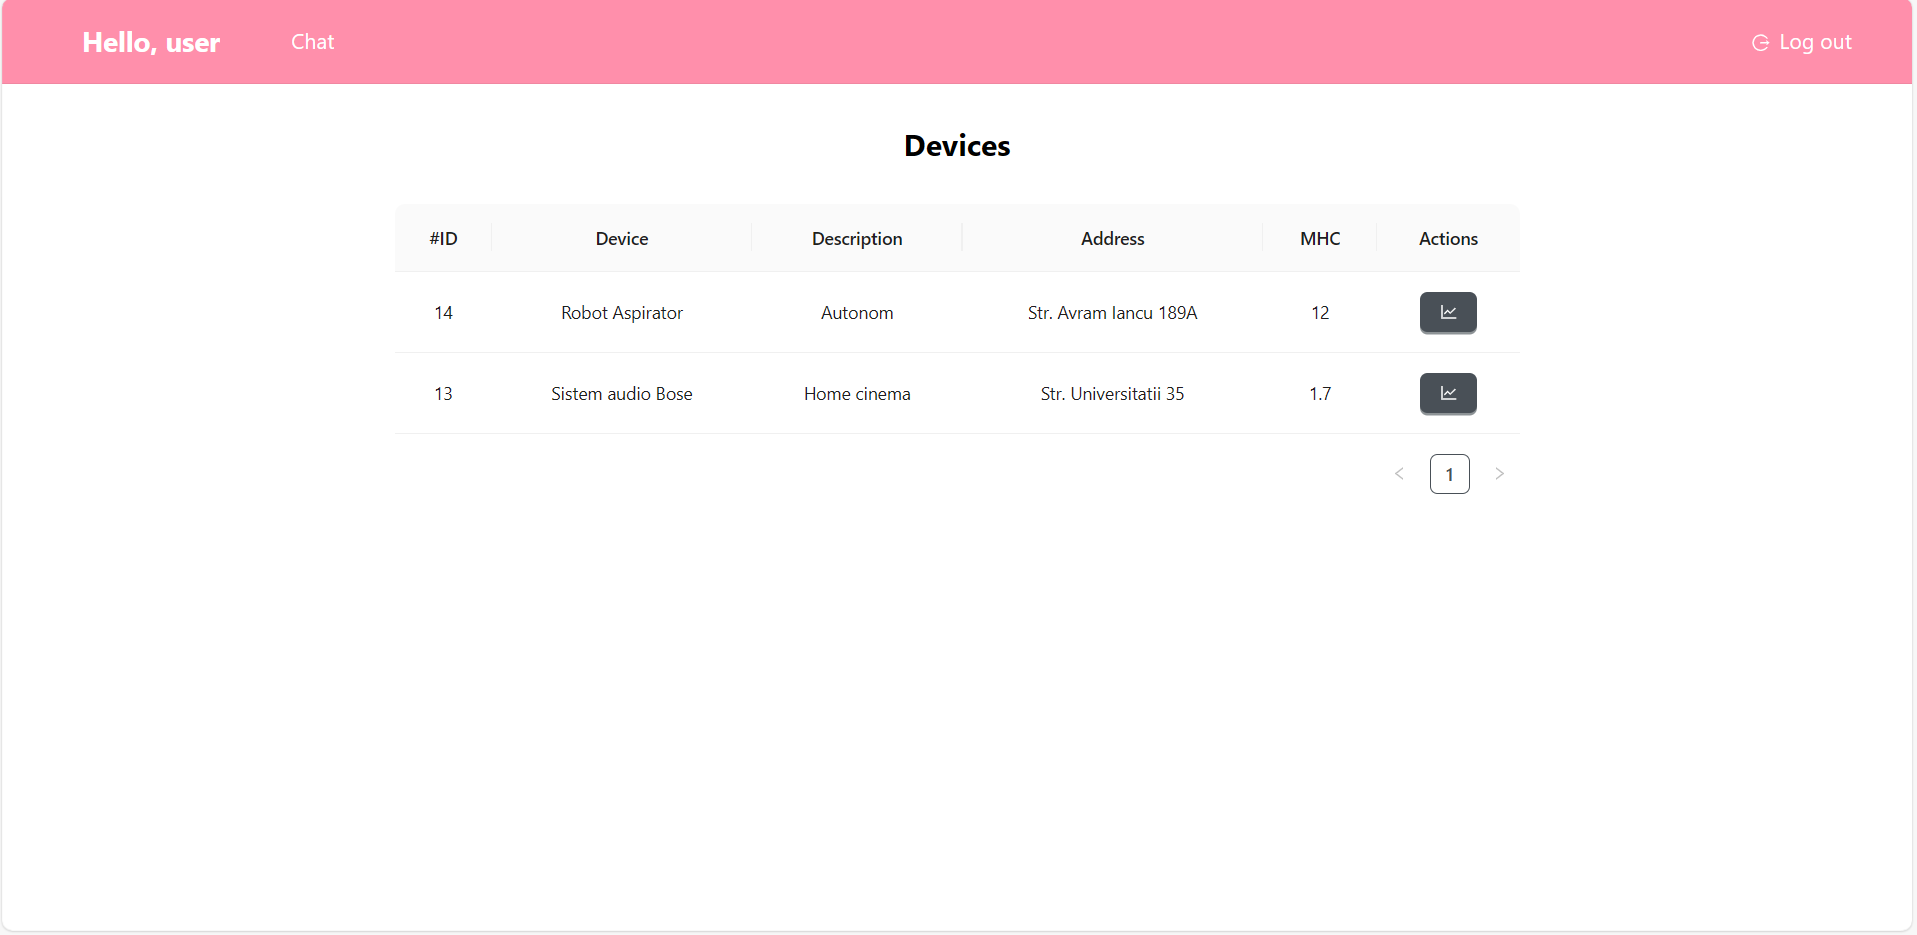 Hello, user Chat Log out
Devices
#ID Device Description Address MHC Actions
14 Robot Aspirator Autonom Str. Avram Iancu 189A 12
13 Sistem audio Bose Home cinema Str. Universitatii 35 1.7
1